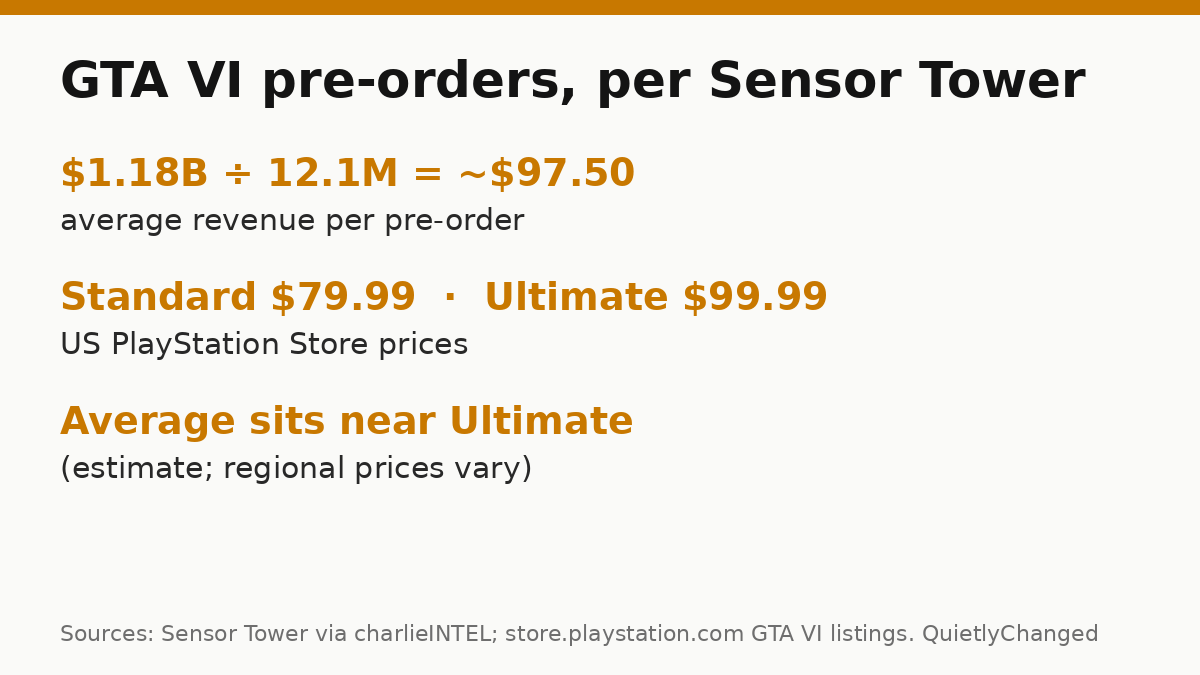 GTA VI pre-orders, per Sensor Tower
$1.18B ÷ 12.1M = ~$97.50
average revenue per pre-order
Standard $79.99 · Ultimate $99.99
US PlayStation Store prices
Average sits near Ultimate
(estimate; regional prices vary)
Sources: Sensor Tower via charlieINTEL; store.playstation.com GTA VI listings. QuietlyChanged